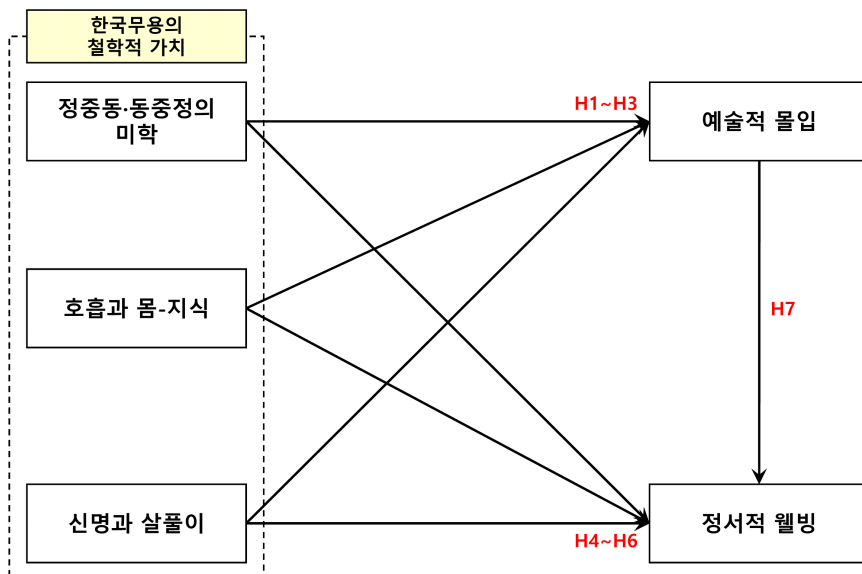 한국무용의
철학적 가치
정중동·동중정의
미학
H1~H3
예술적 몰입
호흡과 몸-지식
H7
신명과 살풀이
H4~H6
정서적 웰빙